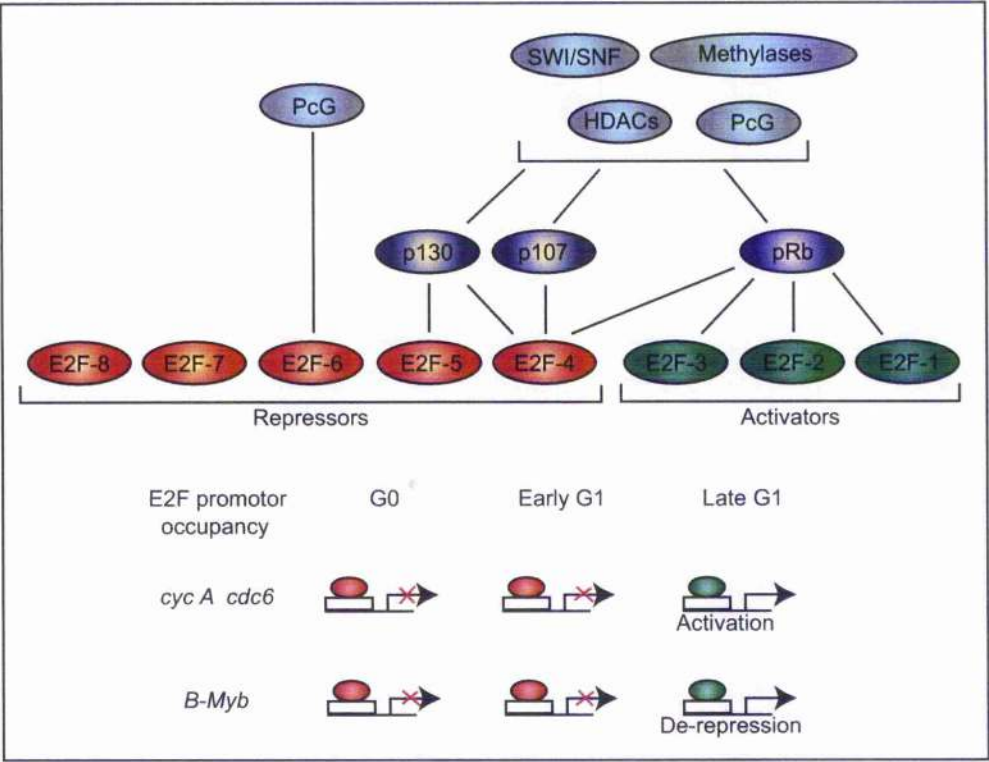 SWI/SNF Methylases
PcG
HDACs PcG
p130 p107 pRb
E2F-8 E2F-7 E2F-6 E2F-5 E2F-4 E2F-3 E2F-2 E2F-1
Repressors Activators
E2F promotor G0 Early G1 Late G1
occupancy
cyc A cdc6
Activation
B-Myb
De-repression